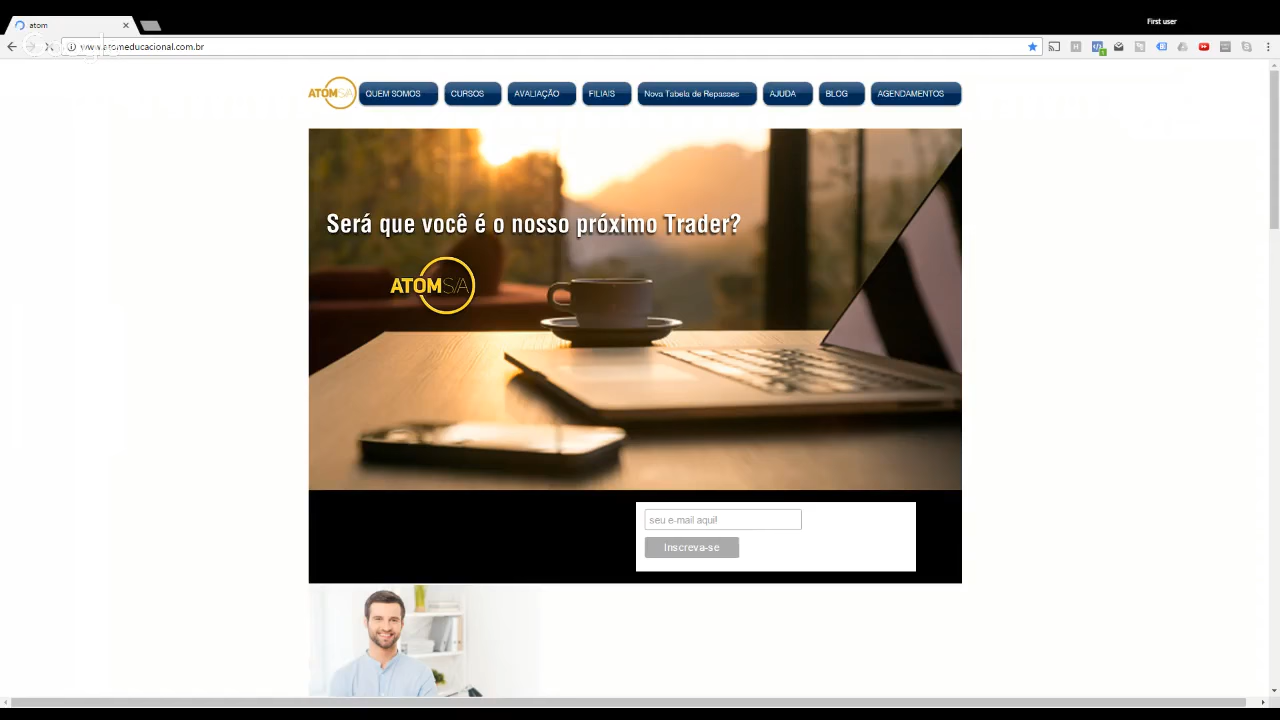 First user
atom
www.atomeducacional.com.br
ATOM S/A
QUEM SOMOS
CURSOS
AVALIAÇÃO
FILIAIS
Nova Tabela de Repasses
AJUDA
BLOG
AGENDAMENTOS
Será que você é o nosso próximo Trader?
ATOM S/A
seu e-mail aqui!
Inscreva-se